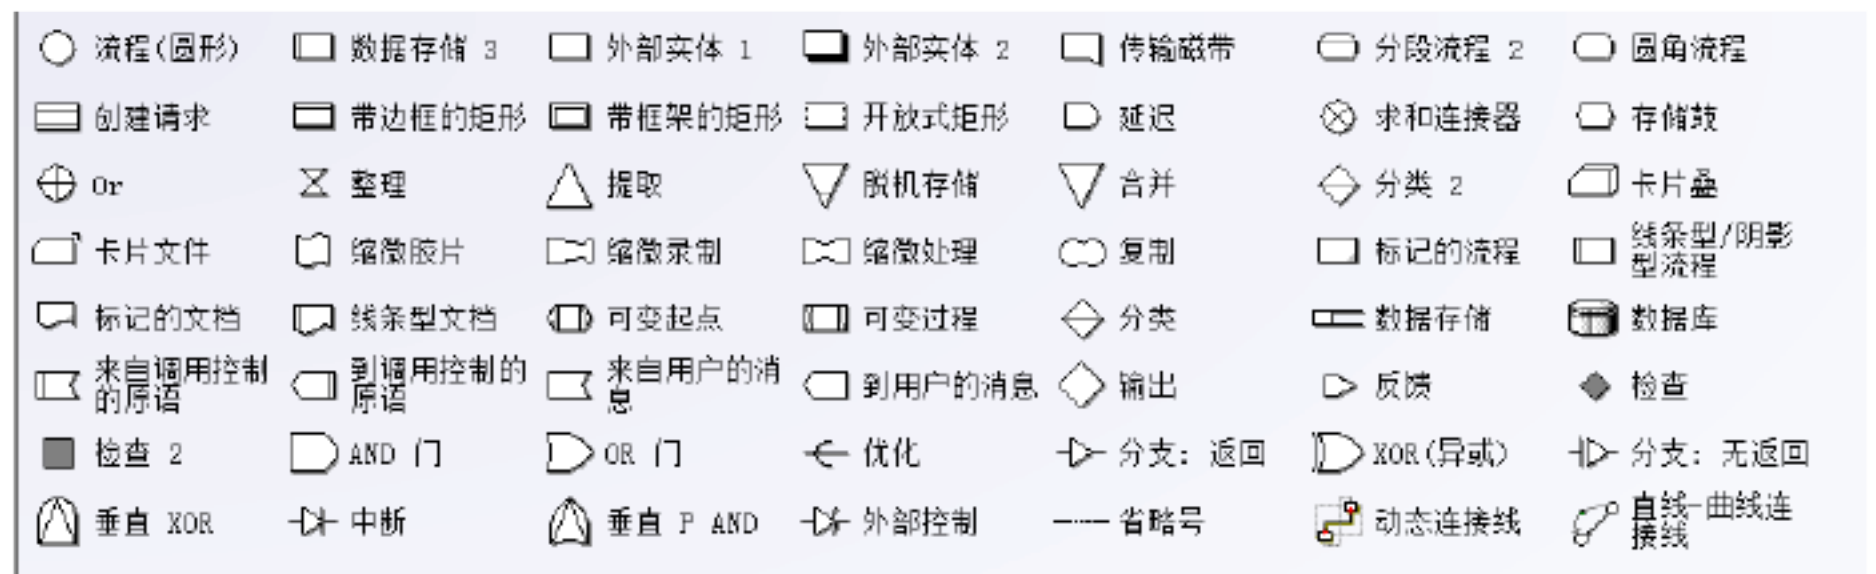 流程(圆形) 数据存储 3 外部实体 1 外部实体 2 传输磁带 分段流程 2 圆角流程
创建请求 带边框的矩形 带框架的矩形 开放式矩形 延迟 求和连接器 存储鼓
Or 整理 提取 脱机存储 合并 分类 2 卡片叠
卡片文件 缩微胶片 缩微录制 缩微处理 复制 标记的流程 线条型/阴影
型流程
标记的文档 线条型文档 可变起点 可变过程 分类 数据存储 数据库
来自调用控制
的原语
到调用控制的
原语
来自用户的消
息
到用户的消息 输出 反馈 检查
检查 2 AND 门 OR 门 优化 分支: 返回 XOR(异或) 分支: 无返回
垂直 XOR 中断 垂直 P AND 外部控制 省略号 动态连接线 直线-曲线连
接线